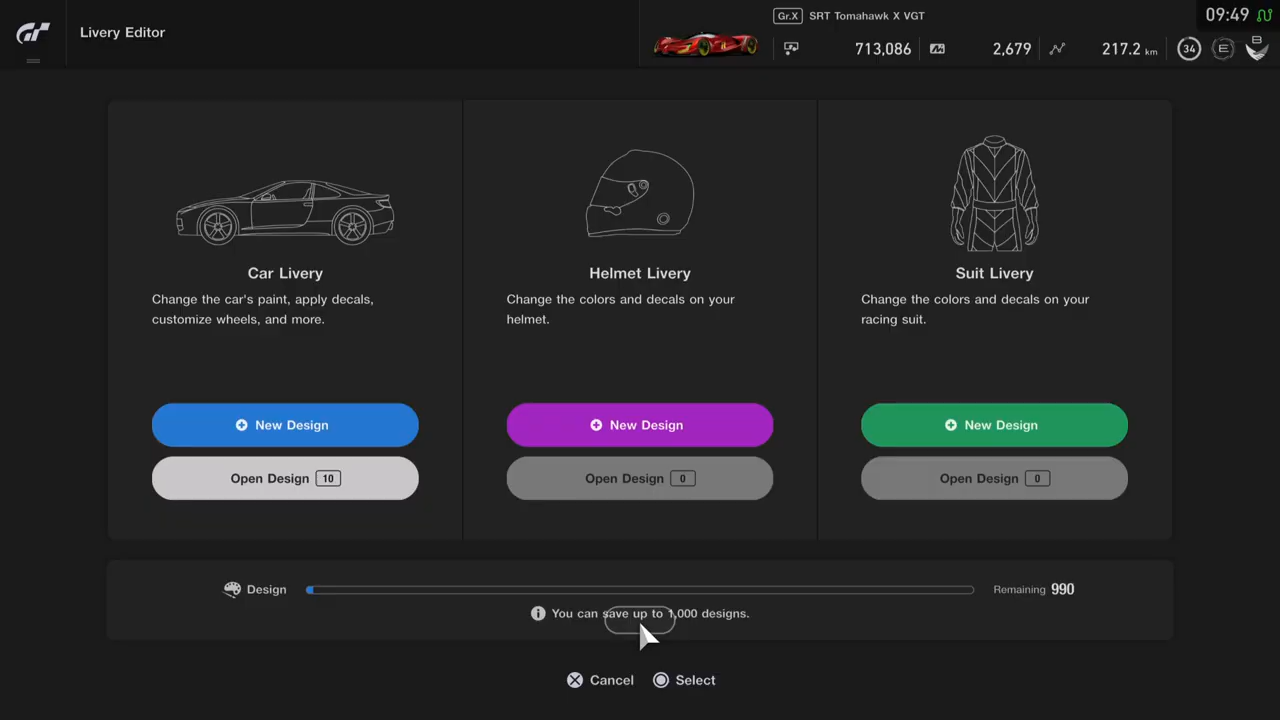 Livery Editor
Gr.X SRT Tomahawk X VGT
713,086 2,679 217.2 km 34 E B
09:49
Car Livery
Change the car's paint, apply decals,
customize wheels, and more.
New Design
Open Design 10
Helmet Livery
Change the colors and decals on your
helmet.
New Design
Open Design 0
Suit Livery
Change the colors and decals on your
racing suit.
New Design
Open Design 0
Design Remaining 990
You can save up to 1,000 designs.
Cancel Select